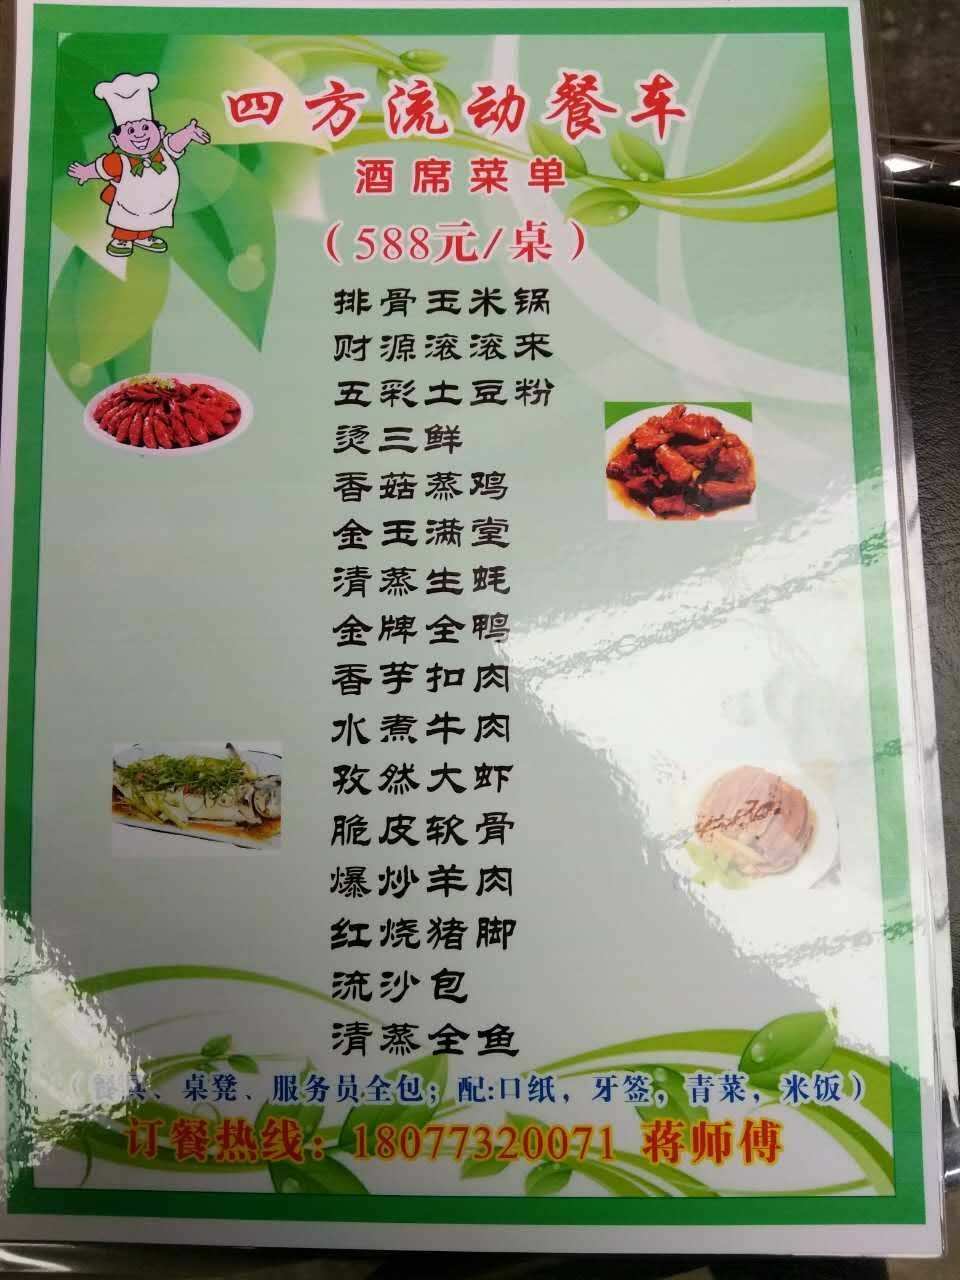 四方流动餐车
酒席菜单
（588元/桌）
排骨玉米锅
财源滚滚来
五彩土豆粉
烫三鲜
香菇蒸鸡
金玉满堂
清蒸生蚝
金牌全鸭
香芋扣肉
水煮牛肉
孜然大虾
脆皮软骨
爆炒羊肉
红烧猪脚
流沙包
清蒸全鱼
（餐具、桌凳、服务员全包；配:口纸，牙签，青菜，米饭）
订餐热线：18077320071 蒋师傅